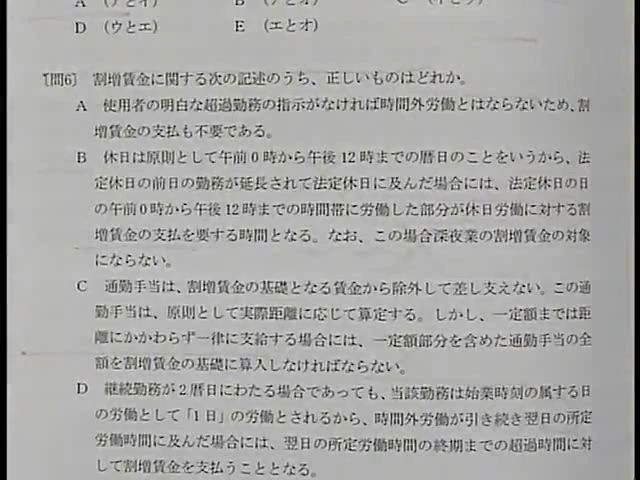 D (ウとエ)　E (エとオ)
〔問6〕 割増賃金に関する次の記述のうち、正しいものはどれか。
A 使用者の明白な超過勤務の指示がなければ時間外労働とはならないため、割
増賃金の支払も不要である。
B 休日は原則として午前0時から午後12時までの暦日のことをいうから、法
定休日の前日の勤務が延長されて法定休日に及んだ場合には、法定休日の日
の午前0時から午後12時までの時間帯に労働した部分が休日労働に対する割
増賃金の支払を要する時間となる。なお、この場合深夜業の割増賃金の対象
にならない。
C 通勤手当は、割増賃金の基礎となる賃金から除外して差し支えない。この通
勤手当は、原則として実際距離に応じて算定する。しかし、一定額までは距
離にかかわらず一律に支給する場合には、一定額部分を含めた通勤手当の全
額を割増賃金の基礎に算入しなければならない。
D 継続勤務が2暦日にわたる場合であっても、当該勤務は始業時刻の属する日
の労働として「1日」の労働とされるから、時間外労働が引き続き翌日の所定
労働時間に及んだ場合には、翌日の所定労働時間の終期までの超過時間に対
して割増賃金を支払うこととなる。